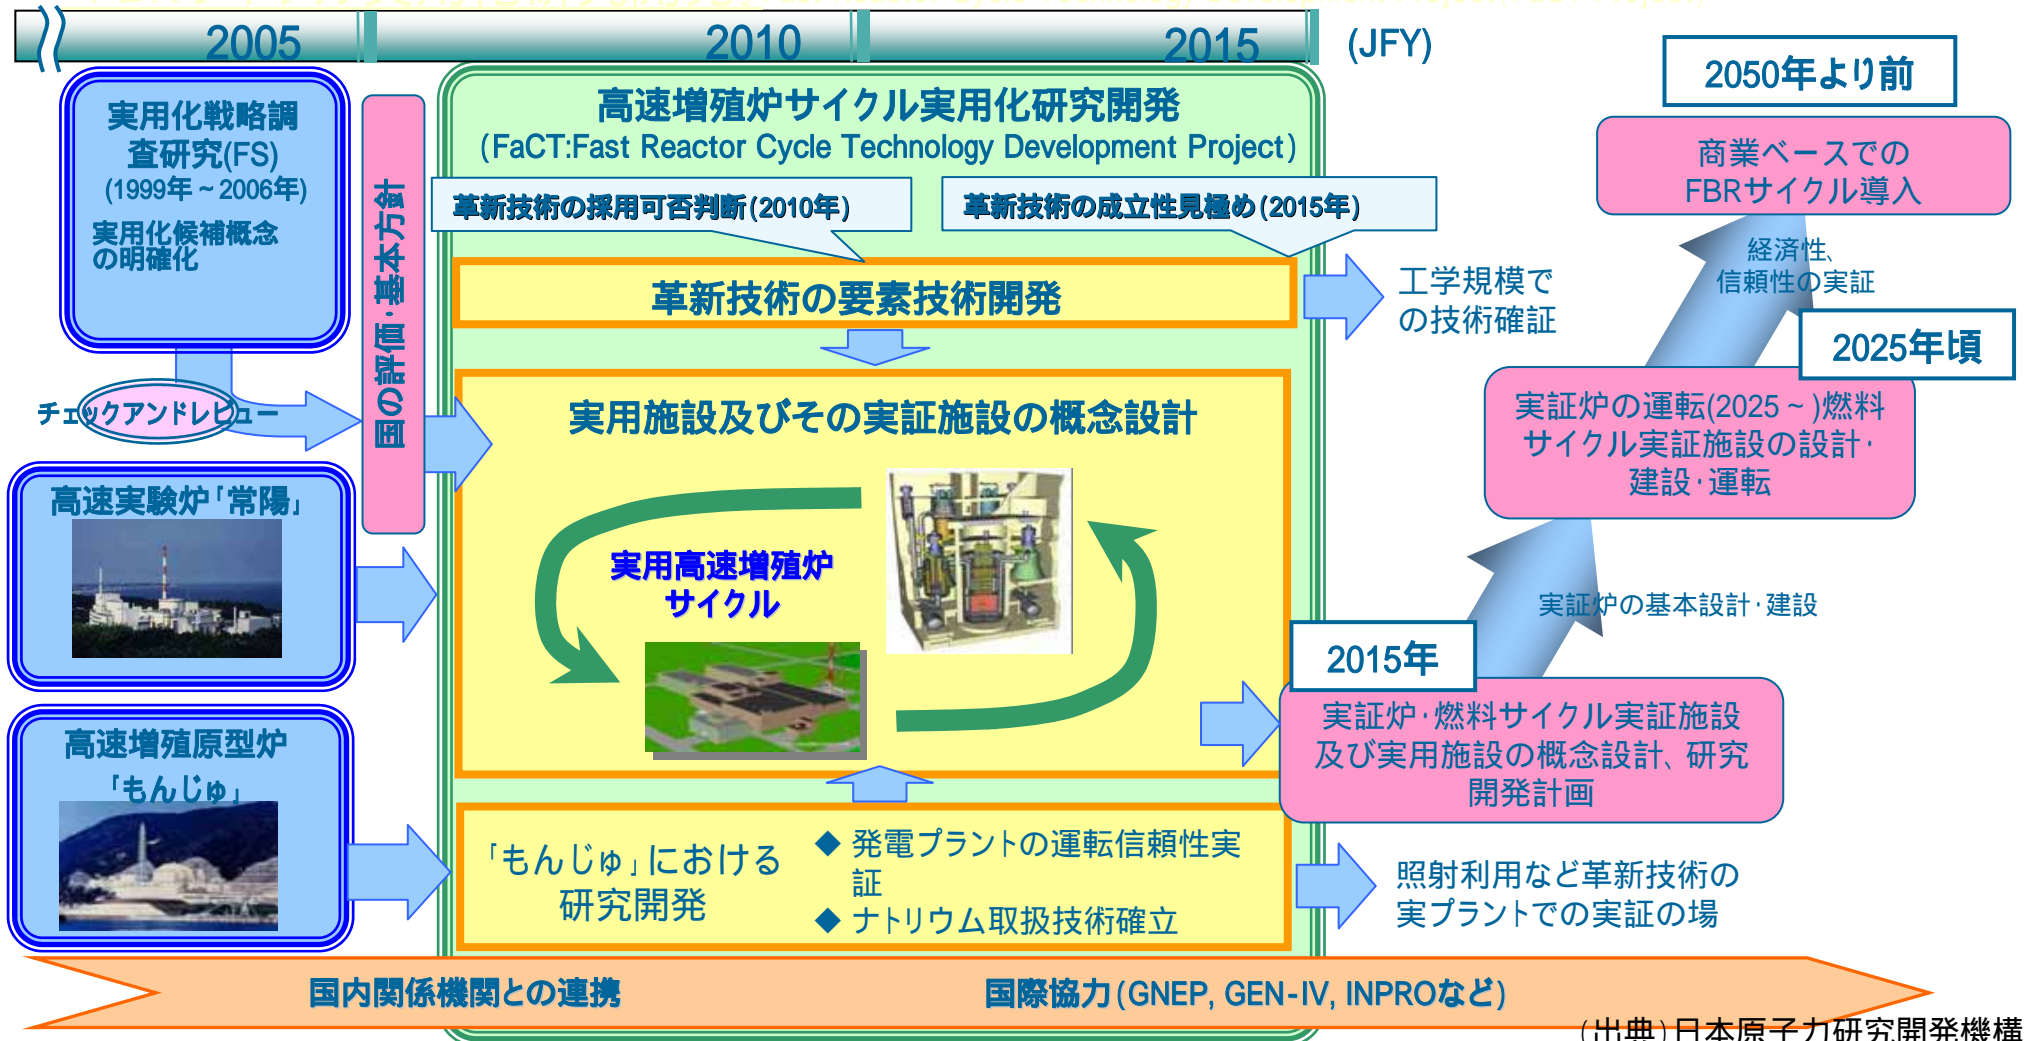 2005
2010
2015
(JFY)
実用化戦略調
査研究(FS)
(1999年~2006年)
実用化候補概念
の明確化
チェックアンドレビュー
高速実験炉「常陽」
高速増殖原型炉
「もんじゅ」
国の評価・基本方針
高速増殖炉サイクル実用化研究開発
(FaCT:Fast Reactor Cycle Technology Development Project)
革新技術の採用可否判断(2010年)
革新技術の成立性見極め(2015年)
革新技術の要素技術開発
工学規模で
の技術確証
実用施設及びその実証施設の概念設計
実用高速増殖炉
サイクル
「もんじゅ」における
研究開発
◆ 発電プラントの運転信頼性実
証
◆ ナトリウム取扱技術確立
照射利用など革新技術の
実プラントでの実証の場
2050年より前
商業ベースでの
FBRサイクル導入
経済性、
信頼性の実証
2025年頃
実証炉の運転(2025~)燃料
サイクル実証施設の設計・
建設・運転
実証炉の基本設計・建設
2015年
実証炉・燃料サイクル実証施設
及び実用施設の概念設計、研究
開発計画
国内関係機関との連携
国際協力(GNEP, GEN-IV, INPROなど)
(出典)日本原子力研究開発機構